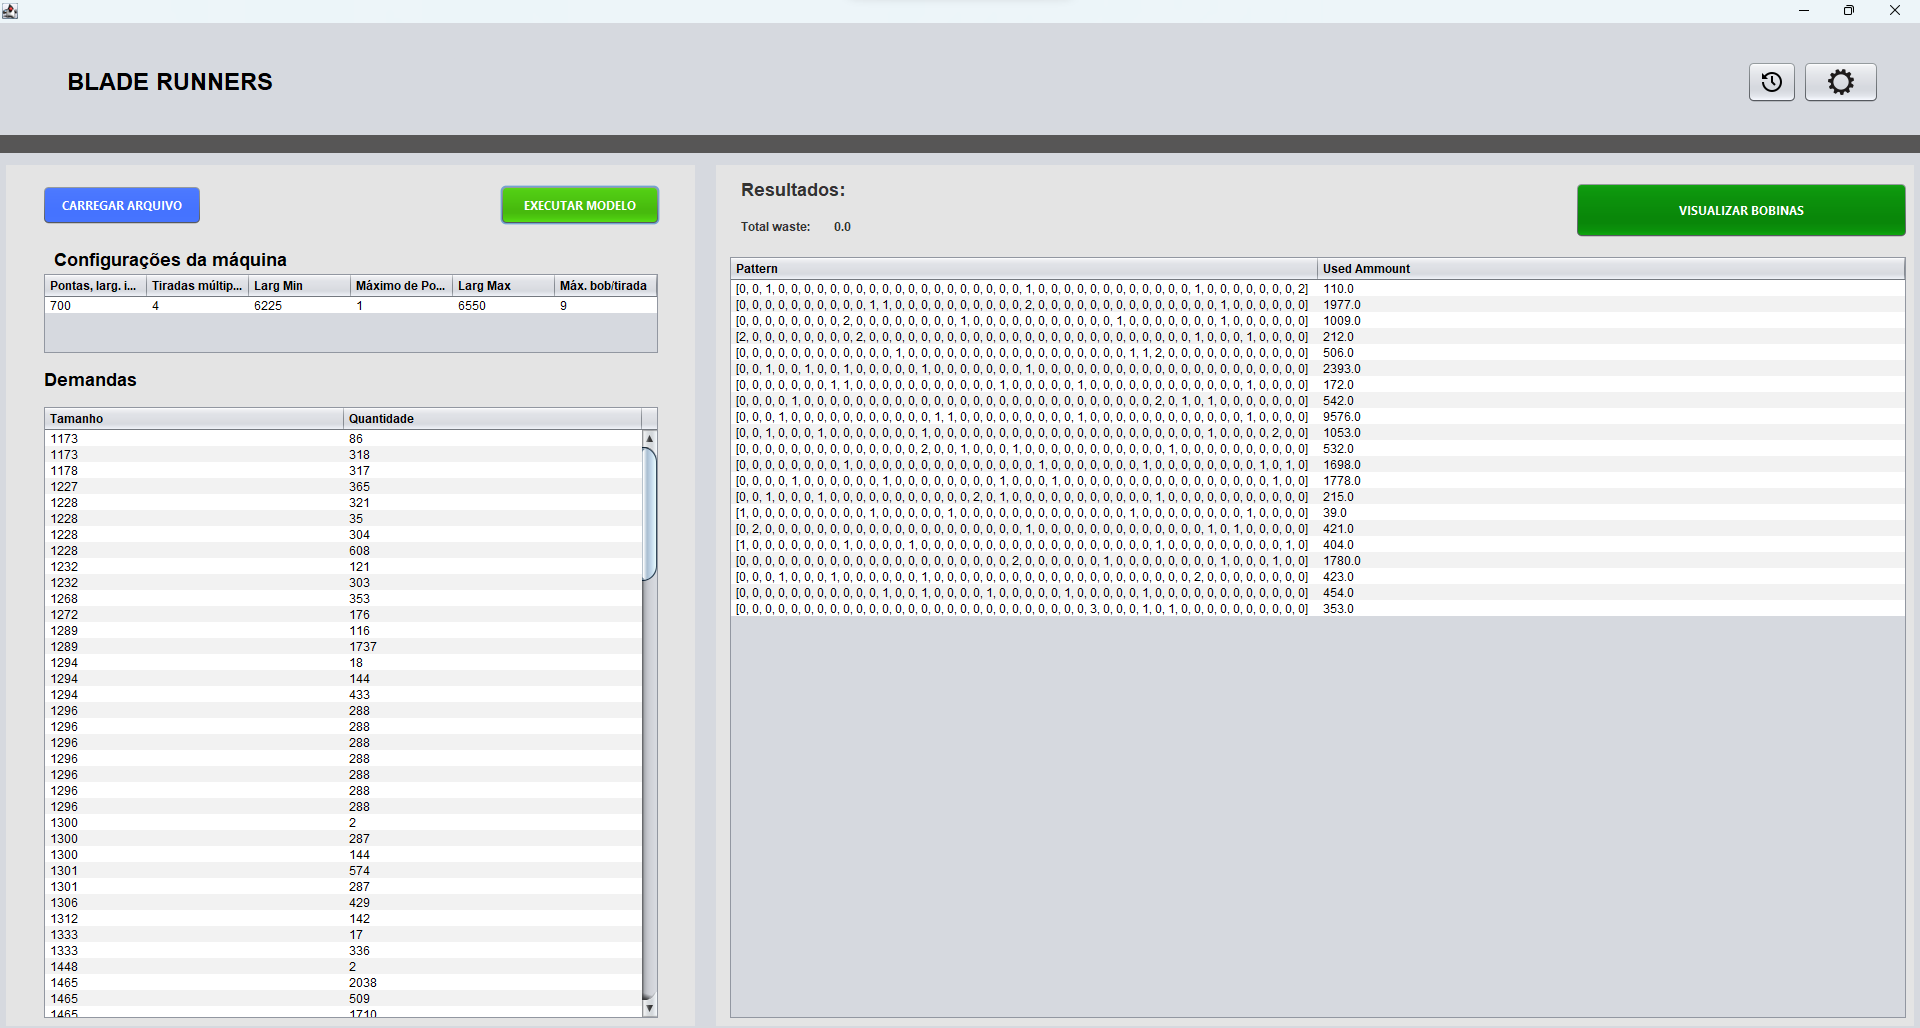 BLADE RUNNERS
CARREGAR ARQUIVO
EXECUTAR MODELO
Configurações da máquina
Pontas, larg. i... Tiradas múltip... Larg Min Máximo de Po... Larg Max Máx. bob/tirada
700 4 6225 1 6550 9
Demandas
Tamanho Quantidade
1173 86
1173 318
1178 317
1227 365
1228 321
1228 35
1228 304
1228 608
1232 121
1232 303
1268 353
1272 176
1289 116
1289 1737
1294 18
1294 144
1294 433
1296 288
1296 288
1296 288
1296 288
1296 288
1296 288
1296 288
1300 2
1300 287
1300 144
1301 574
1301 287
1306 429
1312 142
1333 17
1333 336
1448 2
1465 2038
1465 509
1465 1710
Resultados:
Total waste: 0.0
VISUALIZAR BOBINAS
Pattern Used Ammount
[0, 0, 1, 0, 0, 0, 0, 0, 0, 0, 0, 0, 0, 0, 0, 0, 0, 0, 0, 0, 0, 0, 1, 0, 0, 0, 0, 0, 0, 0, 0, 0, 0, 0, 0, 1, 0, 0, 0, 0, 0, 0, 0, 2] 110.0
[0, 0, 0, 0, 0, 0, 0, 0, 0, 0, 1, 1, 0, 0, 0, 0, 0, 0, 0, 0, 0, 0, 2, 0, 0, 0, 0, 0, 0, 0, 0, 0, 0, 0, 0, 0, 0, 1, 0, 0, 0, 0, 0, 0] 1977.0
[0, 0, 0, 0, 0, 0, 0, 0, 2, 0, 0, 0, 0, 0, 0, 0, 0, 1, 0, 0, 0, 0, 0, 0, 0, 0, 0, 0, 0, 1, 0, 0, 0, 0, 0, 0, 0, 1, 0, 0, 0, 0, 0, 0] 1009.0
[2, 0, 0, 0, 0, 0, 0, 0, 0, 2, 0, 0, 0, 0, 0, 0, 0, 0, 0, 0, 0, 0, 0, 0, 0, 0, 0, 0, 0, 0, 0, 0, 0, 0, 0, 1, 0, 0, 0, 1, 0, 0, 0, 0] 212.0
[0, 0, 0, 0, 0, 0, 0, 0, 0, 0, 0, 0, 1, 0, 0, 0, 0, 0, 0, 0, 0, 0, 0, 0, 0, 0, 0, 0, 0, 0, 1, 1, 2, 0, 0, 0, 0, 0, 0, 0, 0, 0, 0, 0] 506.0
[0, 0, 1, 0, 0, 1, 0, 0, 1, 0, 0, 0, 0, 0, 1, 0, 0, 0, 0, 0, 0, 0, 1, 0, 0, 0, 0, 0, 0, 0, 0, 0, 0, 0, 0, 0, 0, 0, 0, 0, 0, 0, 0, 0] 2393.0
[0, 0, 0, 0, 0, 0, 0, 1, 1, 0, 0, 0, 0, 0, 0, 0, 0, 0, 0, 0, 1, 0, 0, 0, 0, 0, 1, 0, 0, 0, 0, 0, 0, 0, 0, 0, 0, 0, 0, 1, 0, 0, 0, 0] 172.0
[0, 0, 0, 0, 1, 0, 0, 0, 0, 0, 0, 0, 0, 0, 0, 0, 0, 0, 0, 0, 0, 0, 0, 0, 0, 0, 0, 0, 0, 0, 0, 0, 2, 0, 1, 0, 1, 0, 0, 0, 0, 0, 0, 0] 542.0
[0, 0, 0, 1, 0, 0, 0, 0, 0, 0, 0, 0, 0, 0, 0, 1, 1, 0, 0, 0, 0, 0, 0, 0, 0, 0, 1, 0, 0, 0, 0, 0, 0, 0, 0, 0, 0, 0, 0, 1, 0, 0, 0, 0] 9576.0
[0, 0, 1, 0, 0, 0, 1, 0, 0, 0, 0, 0, 0, 0, 1, 0, 0, 0, 0, 0, 0, 0, 0, 0, 0, 0, 0, 0, 0, 0, 0, 0, 0, 0, 0, 0, 1, 0, 0, 0, 0, 2, 0, 0] 1053.0
[0, 0, 0, 0, 0, 0, 0, 0, 0, 0, 0, 0, 0, 0, 2, 0, 0, 1, 0, 0, 0, 1, 0, 0, 0, 0, 0, 0, 0, 0, 0, 0, 0, 1, 0, 0, 0, 0, 0, 0, 0, 0, 0, 0] 532.0
[0, 0, 0, 0, 0, 0, 0, 0, 1, 0, 0, 0, 0, 0, 0, 0, 0, 0, 0, 0, 0, 0, 0, 1, 0, 0, 0, 0, 0, 0, 0, 1, 0, 0, 0, 0, 0, 0, 0, 0, 1, 0, 1, 0] 1698.0
[0, 0, 0, 0, 1, 0, 0, 0, 0, 0, 0, 1, 0, 0, 0, 0, 0, 0, 0, 0, 1, 0, 0, 0, 1, 0, 0, 0, 0, 0, 0, 0, 0, 0, 0, 0, 0, 0, 0, 0, 0, 1, 0, 0] 1778.0
[0, 0, 1, 0, 0, 0, 1, 0, 0, 0, 0, 0, 0, 0, 0, 0, 0, 0, 2, 0, 1, 0, 0, 0, 0, 0, 0, 0, 0, 0, 0, 0, 1, 0, 0, 0, 0, 0, 0, 0, 0, 0, 0, 0] 215.0
[1, 0, 0, 0, 0, 0, 0, 0, 0, 0, 1, 0, 0, 0, 0, 0, 1, 0, 0, 0, 0, 0, 0, 0, 0, 0, 0, 0, 0, 0, 1, 0, 0, 0, 0, 0, 0, 0, 0, 1, 0, 0, 0, 0] 39.0
[0, 2, 0, 0, 0, 0, 0, 0, 0, 0, 0, 0, 0, 0, 0, 0, 0, 0, 0, 0, 0, 0, 1, 0, 0, 0, 0, 0, 0, 0, 0, 0, 0, 0, 0, 0, 1, 0, 1, 0, 0, 0, 0, 0] 421.0
[1, 0, 0, 0, 0, 0, 0, 0, 1, 0, 0, 0, 0, 1, 0, 0, 0, 0, 0, 0, 0, 0, 0, 0, 0, 0, 0, 0, 0, 0, 0, 0, 1, 0, 0, 0, 0, 0, 0, 0, 0, 0, 1, 0] 404.0
[0, 0, 0, 0, 0, 0, 0, 0, 0, 0, 0, 0, 0, 0, 0, 0, 0, 0, 0, 0, 0, 2, 0, 0, 0, 0, 0, 0, 1, 0, 0, 0, 0, 0, 0, 0, 0, 1, 0, 0, 0, 1, 0, 0] 1780.0
[0, 0, 0, 1, 0, 0, 0, 1, 0, 0, 0, 0, 0, 0, 1, 0, 0, 0, 0, 0, 0, 0, 0, 0, 0, 0, 0, 0, 0, 0, 0, 0, 0, 0, 0, 2, 0, 0, 0, 0, 0, 0, 0, 0] 423.0
[0, 0, 0, 0, 0, 0, 0, 0, 0, 0, 0, 1, 0, 0, 1, 0, 0, 0, 0, 1, 0, 0, 0, 0, 0, 1, 0, 0, 0, 0, 0, 1, 0, 0, 0, 0, 0, 0, 0, 0, 0, 0, 0, 0] 454.0
[0, 0, 0, 0, 0, 0, 0, 0, 0, 0, 0, 0, 0, 0, 0, 0, 0, 0, 0, 0, 0, 0, 0, 0, 0, 0, 0, 3, 0, 0, 0, 1, 0, 1, 0, 0, 0, 0, 0, 0, 0, 0, 0, 0] 353.0